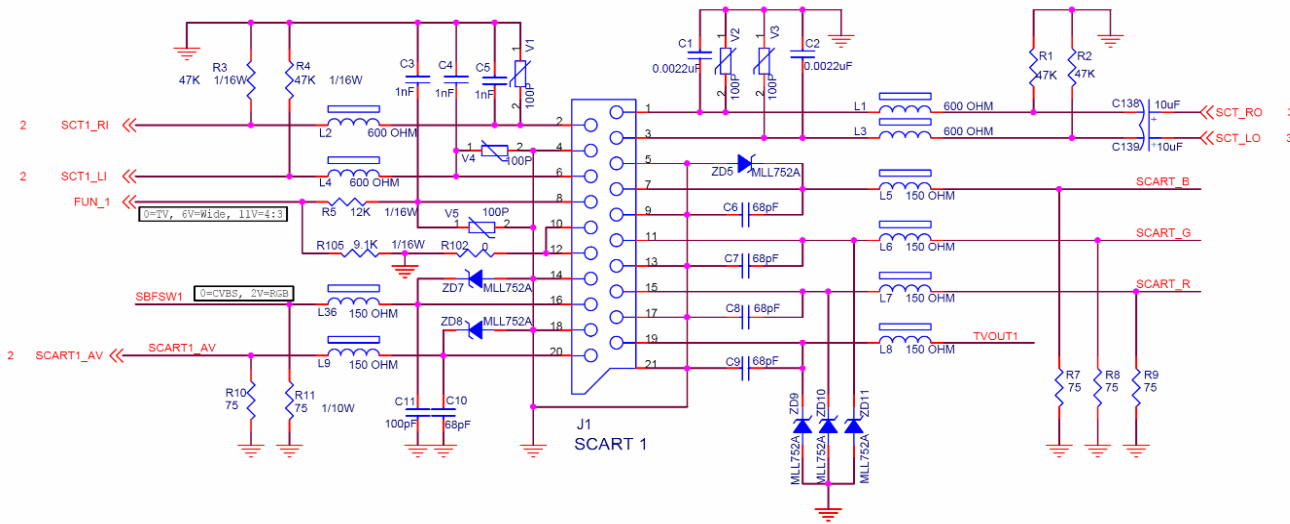 R3
47K
1/16W
R4
47K
1/16W
C3
1nF
C4
1nF
C5
1nF
1
V1
2
100P
C1
0.0022uF
1
V2
2
100P
1
V3
2
100P
C2
0.0022uF
R1
47K
R2
47K
2
SCT1_RI
L2
600 OHM
2
1
L1
600 OHM
C138
10uF
+
SCT_RO
3
1
V4
2
100P
4
3
L3
600 OHM
C139
+
10uF
SCT_LO
3
2
SCT1_LI
L4
600 OHM
6
5
ZD5
MLL752A
7
L5
150 OHM
SCART_B
FUN_1
R5
12K
1/16W
8
0=TV, 6V=Wide, 11V=4:3
1
V5
2
100P
10
9
C6
68pF
R105
9.1K
1/16W
R102
0
12
11
L6
150 OHM
SCART_G
13
C7
68pF
ZD7
MLL752A
14
SBFSW1
0=CVBS, 2V=RGB
L36
150 OHM
16
15
L7
150 OHM
SCART_R
17
C8
68pF
ZD8
MLL752A
18
19
L8
150 OHM
TVOUT1
2
SCART1_AV
SCART1_AV
L9
150 OHM
20
21
C9
68pF
R10
75
R11
75
1/10W
C11
100pF
C10
68pF
J1
SCART 1
ZD9
MLL752A
ZD10
MLL752A
ZD11
MLL752A
R7
75
R8
75
R9
75